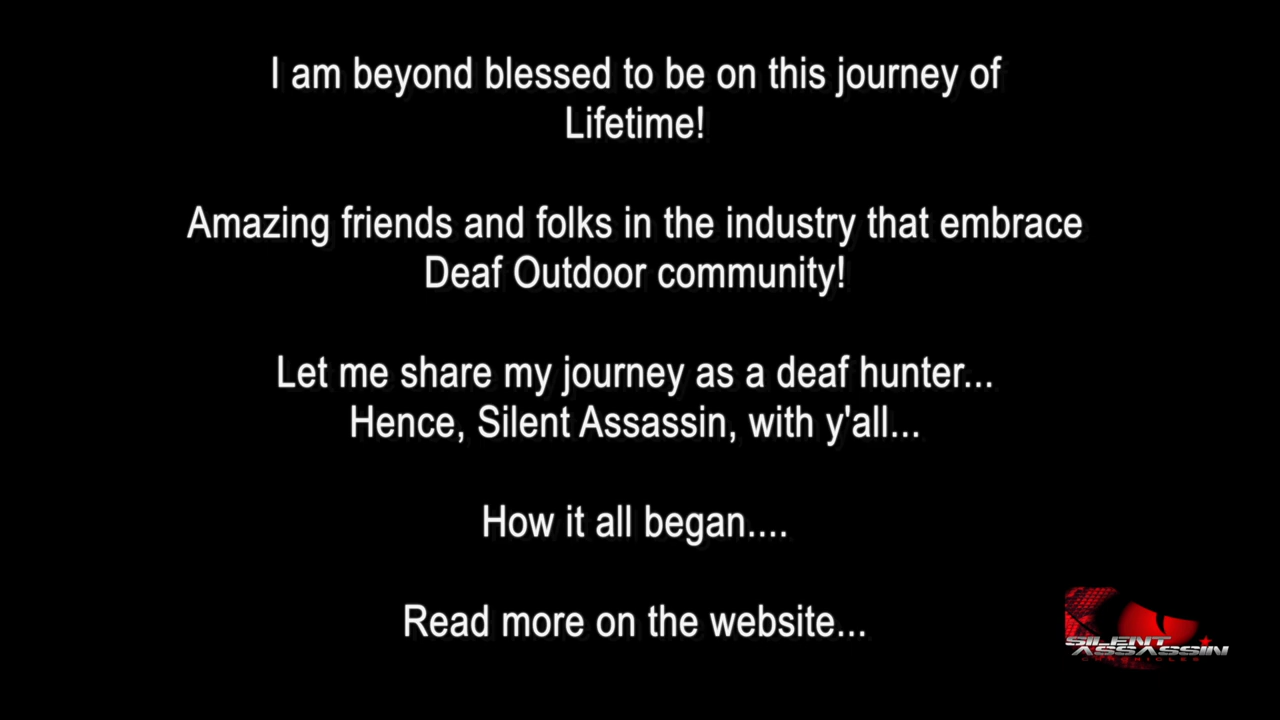 I am beyond blessed to be on this journey of
Lifetime!
Amazing friends and folks in the industry that embrace
Deaf Outdoor community!
Let me share my journey as a deaf hunter...
Hence, Silent Assassin, with y'all...
How it all began....
Read more on the website...
SILENT
ASSASSIN
CHRONICLES